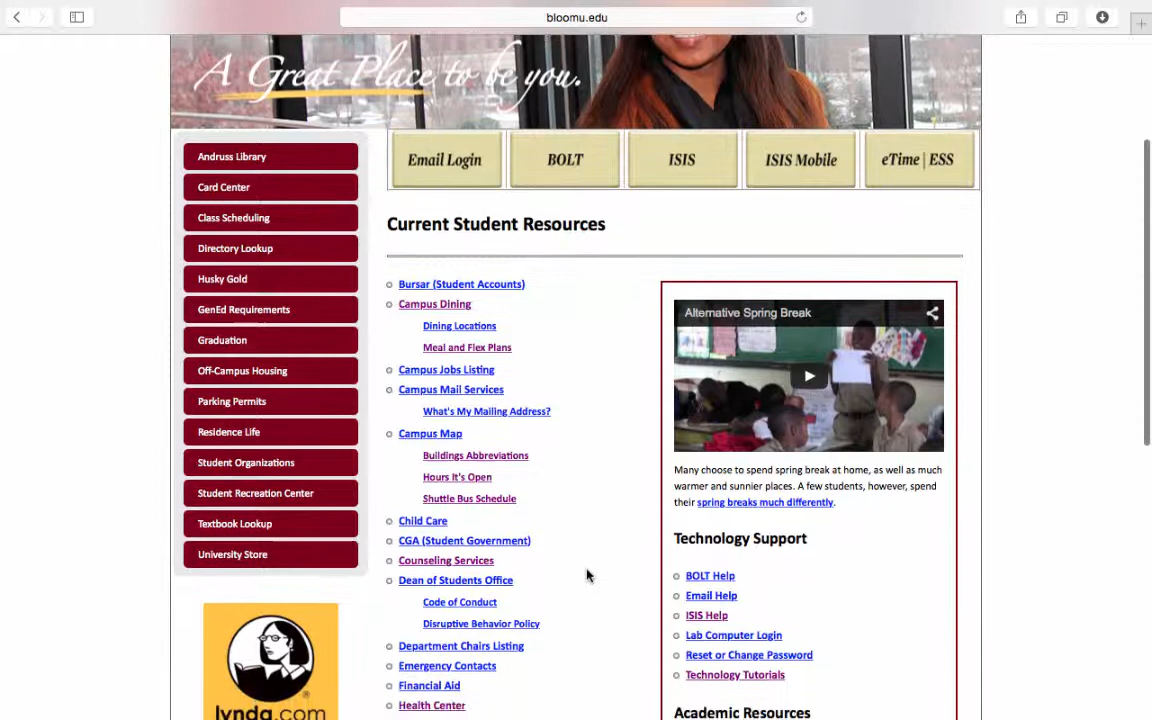 bloomu.edu
A Great Place to be you.
Email Login
BOLT
ISIS
ISIS Mobile
eTime | ESS
Andruss Library
Card Center
Class Scheduling
Directory Lookup
Husky Gold
GenEd Requirements
Graduation
Off-Campus Housing
Parking Permits
Residence Life
Student Organizations
Student Recreation Center
Textbook Lookup
University Store
lynda.com
Current Student Resources
Bursar (Student Accounts)
Campus Dining
Dining Locations
Meal and Flex Plans
Campus Jobs Listing
Campus Mail Services
What's My Mailing Address?
Campus Map
Buildings Abbreviations
Hours It's Open
Shuttle Bus Schedule
Child Care
CGA (Student Government)
Counseling Services
Dean of Students Office
Code of Conduct
Disruptive Behavior Policy
Department Chairs Listing
Emergency Contacts
Financial Aid
Health Center
Alternative Spring Break
Many choose to spend spring break at home, as well as much
warmer and sunnier places. A few students, however, spend
their spring breaks much differently.
Technology Support
BOLT Help
Email Help
ISIS Help
Lab Computer Login
Reset or Change Password
Technology Tutorials
Academic Resources